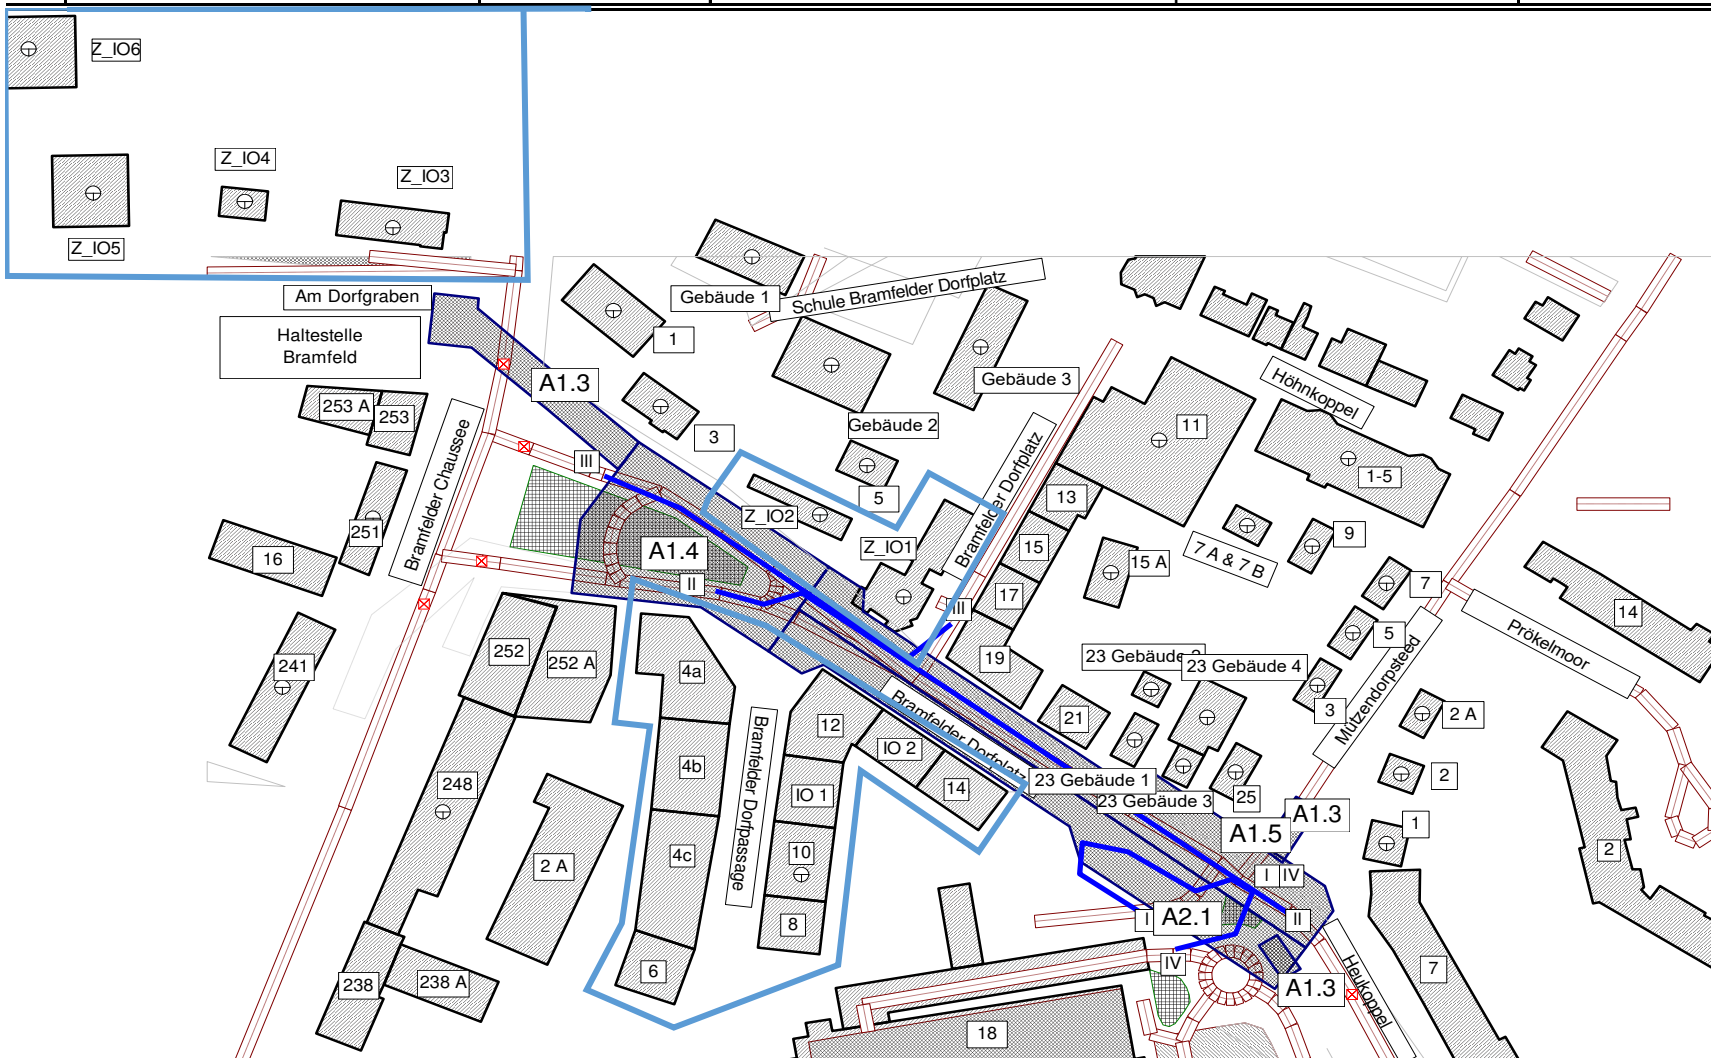 Z_IO6
Z_IO4
Z_IO3
Z_IO5
Am Dorfgraben
Haltestelle
Bramfeld
Gebäude 1
Schule Bramfelder Dorfplatz
1
A1.3
Gebäude 3
Höhnkoppel
253 A
253
3
Gebäude 2
11
III
1-5
Bramfelder Chaussee
5
13
Z_IO2
251
Bramfelder Dorfplatz
9
Z_IO1
15
16
A1.4
15 A
7 A & 7 B
II
7
17
III
14
5
Prökelmoor
252
252 A
241
4a
19
23 Gebäude 2
23 Gebäude 4
3
Mützendorpsteed
2 A
Bramfelder Dorfplatz
21
12
IO 2
4b
Bramfelder Dorfpassage
2
248
23 Gebäude 1
14
IO 1
23 Gebäude 3
25
A1.3
1
A1.5
4c
10
2
2 A
I
IV
I
A2.1
II
8
IV
6
238
238 A
7
A1.3
Heukoppel
18